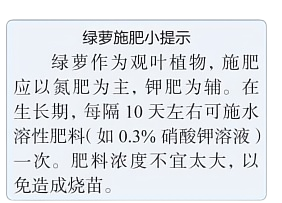 绿萝施肥小提示
绿萝作为观叶植物，施肥
应以氮肥为主，钾肥为辅。在
生长期，每隔 10 天左右可施水
溶性肥料（如 0.3% 硝酸钾溶液）
一次。肥料浓度不宜太大，以
免造成烧苗。